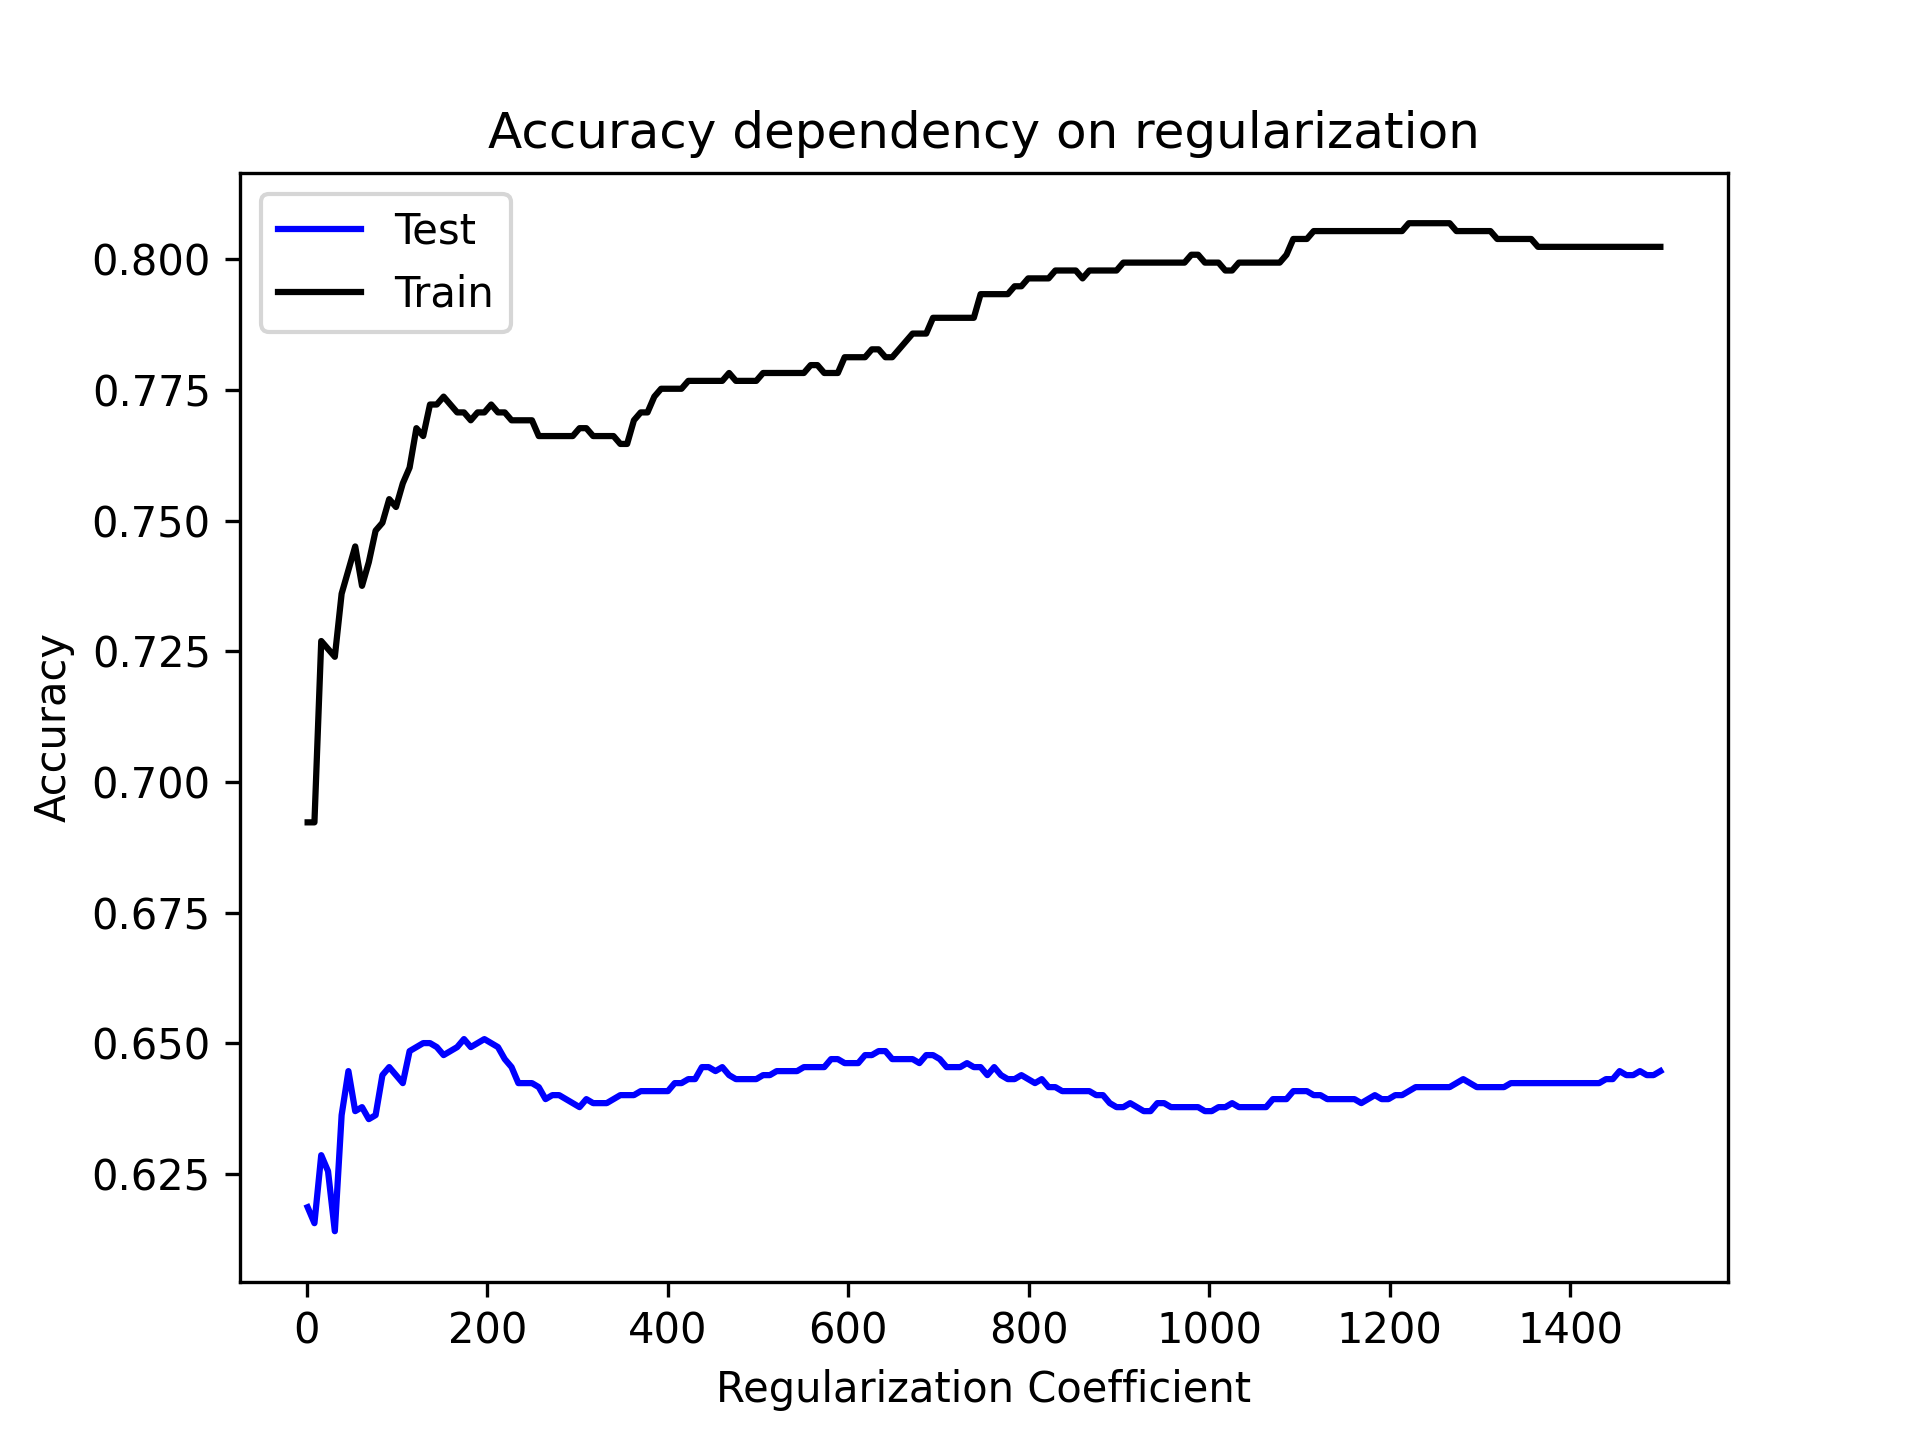 Accuracy dependency on regularization
Test
Train
0.800
0.775
0.750
0.725
0.700
0.675
0.650
0.625
Accuracy
0 200 400 600 800 1000 1200 1400
Regularization Coefficient